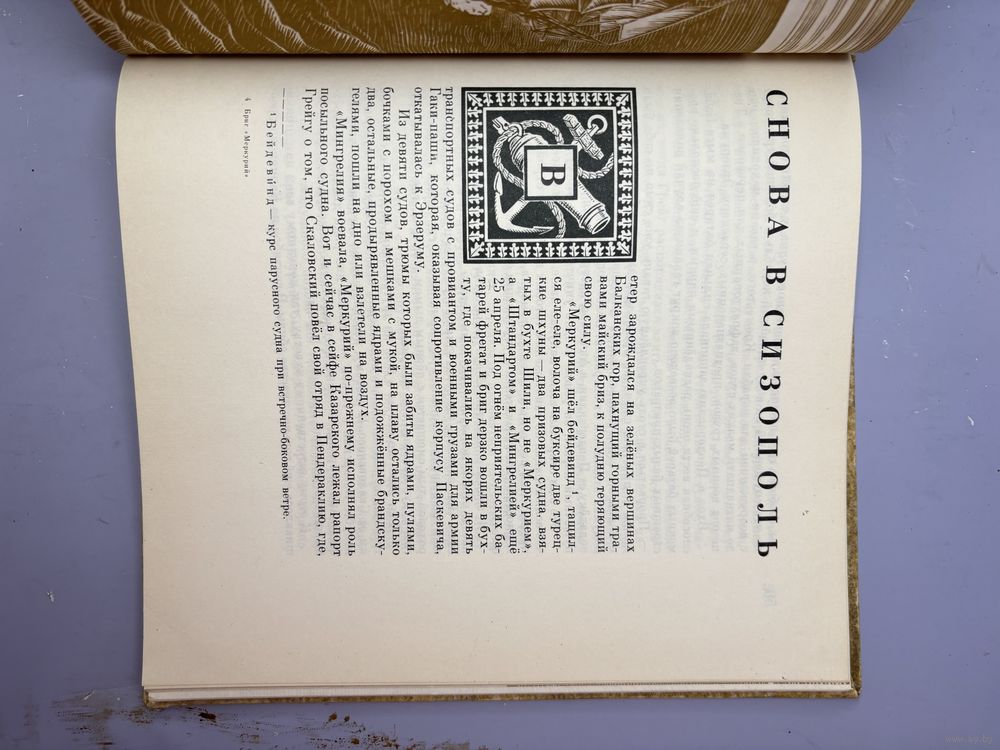 СНОВА В СИЗОПОЛЬ
В
етер зарождался на зелёных вершинах
Балканских гор, пахнущий горными тра-
вами майский бриз, к полудню теряющий
свою силу.
«Меркурий» шёл бейдевинд ¹, тащил-
ся еле-еле, волоча на буксире две турец-
кие шхуны — два призовых судна, взя-
тых в бухте Шили, но не «Меркурием»,
а «Штандартом» и «Мингрелией» ещё
25 апреля. Под огнём неприятельских ба-
тарей фрегат и бриг дерзко вошли в бух-
ту, где покачивались на якорях девять
транспортных судов с провиантом и военными грузами для армии
Гаки-паши, которая, оказывая сопротивление корпусу Паскевича,
откатывалась к Эрзеруму.
Из девяти судов, трюмы которых были забиты ядрами, пулями,
бочками с порохом и мешками с мукой, на плаву остались только
два, остальные, продырявленные ядрами и подожжённые брандску-
гелями, пошли на дно или взлетели на воздух.
«Мингрелия» воевала, «Меркурий» по-прежнему исполнял роль
посыльного судна. Вот и сейчас в сейфе Казарского лежал рапорт
Грейгу о том, что Скаловский повёл свой отряд в Пендераклию, где,
¹ Бейдеви́нд — курс парусного судна при встречно-боковом ветре.
4 Бриг «Меркурий»
www.ay.by